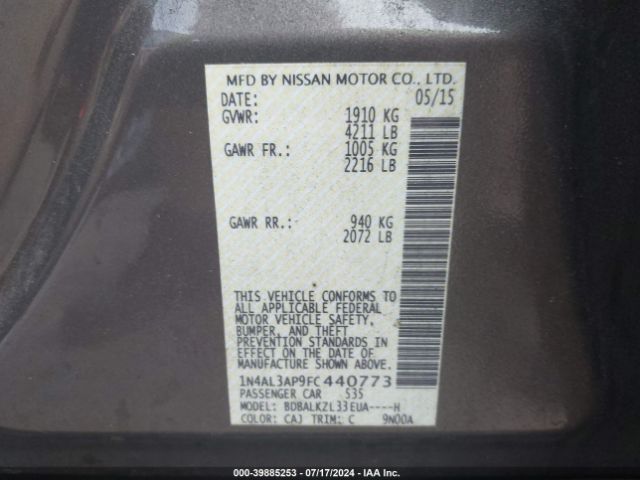 MFD BY NISSAN MOTOR CO., LTD.
DATE: 05/15
GVWR: 1910 KG
4211 LB
GAWR FR.: 1005 KG
2216 LB
GAWR RR.: 940 KG
2072 LB
THIS VEHICLE CONFORMS TO
ALL APPLICABLE FEDERAL
MOTOR VEHICLE SAFETY,
BUMPER, AND THEFT
PREVENTION STANDARDS IN
EFFECT ON THE DATE OF
MANUFACTURE SHOWN ABOVE.
1N4AL3AP9FC440773
PASSENGER CAR 535
MODEL: BDBALKZL33EUA----H
COLOR: CAJ TRIM: C 9N00A
000-39885253 - 07/17/2024 - IAA Inc.